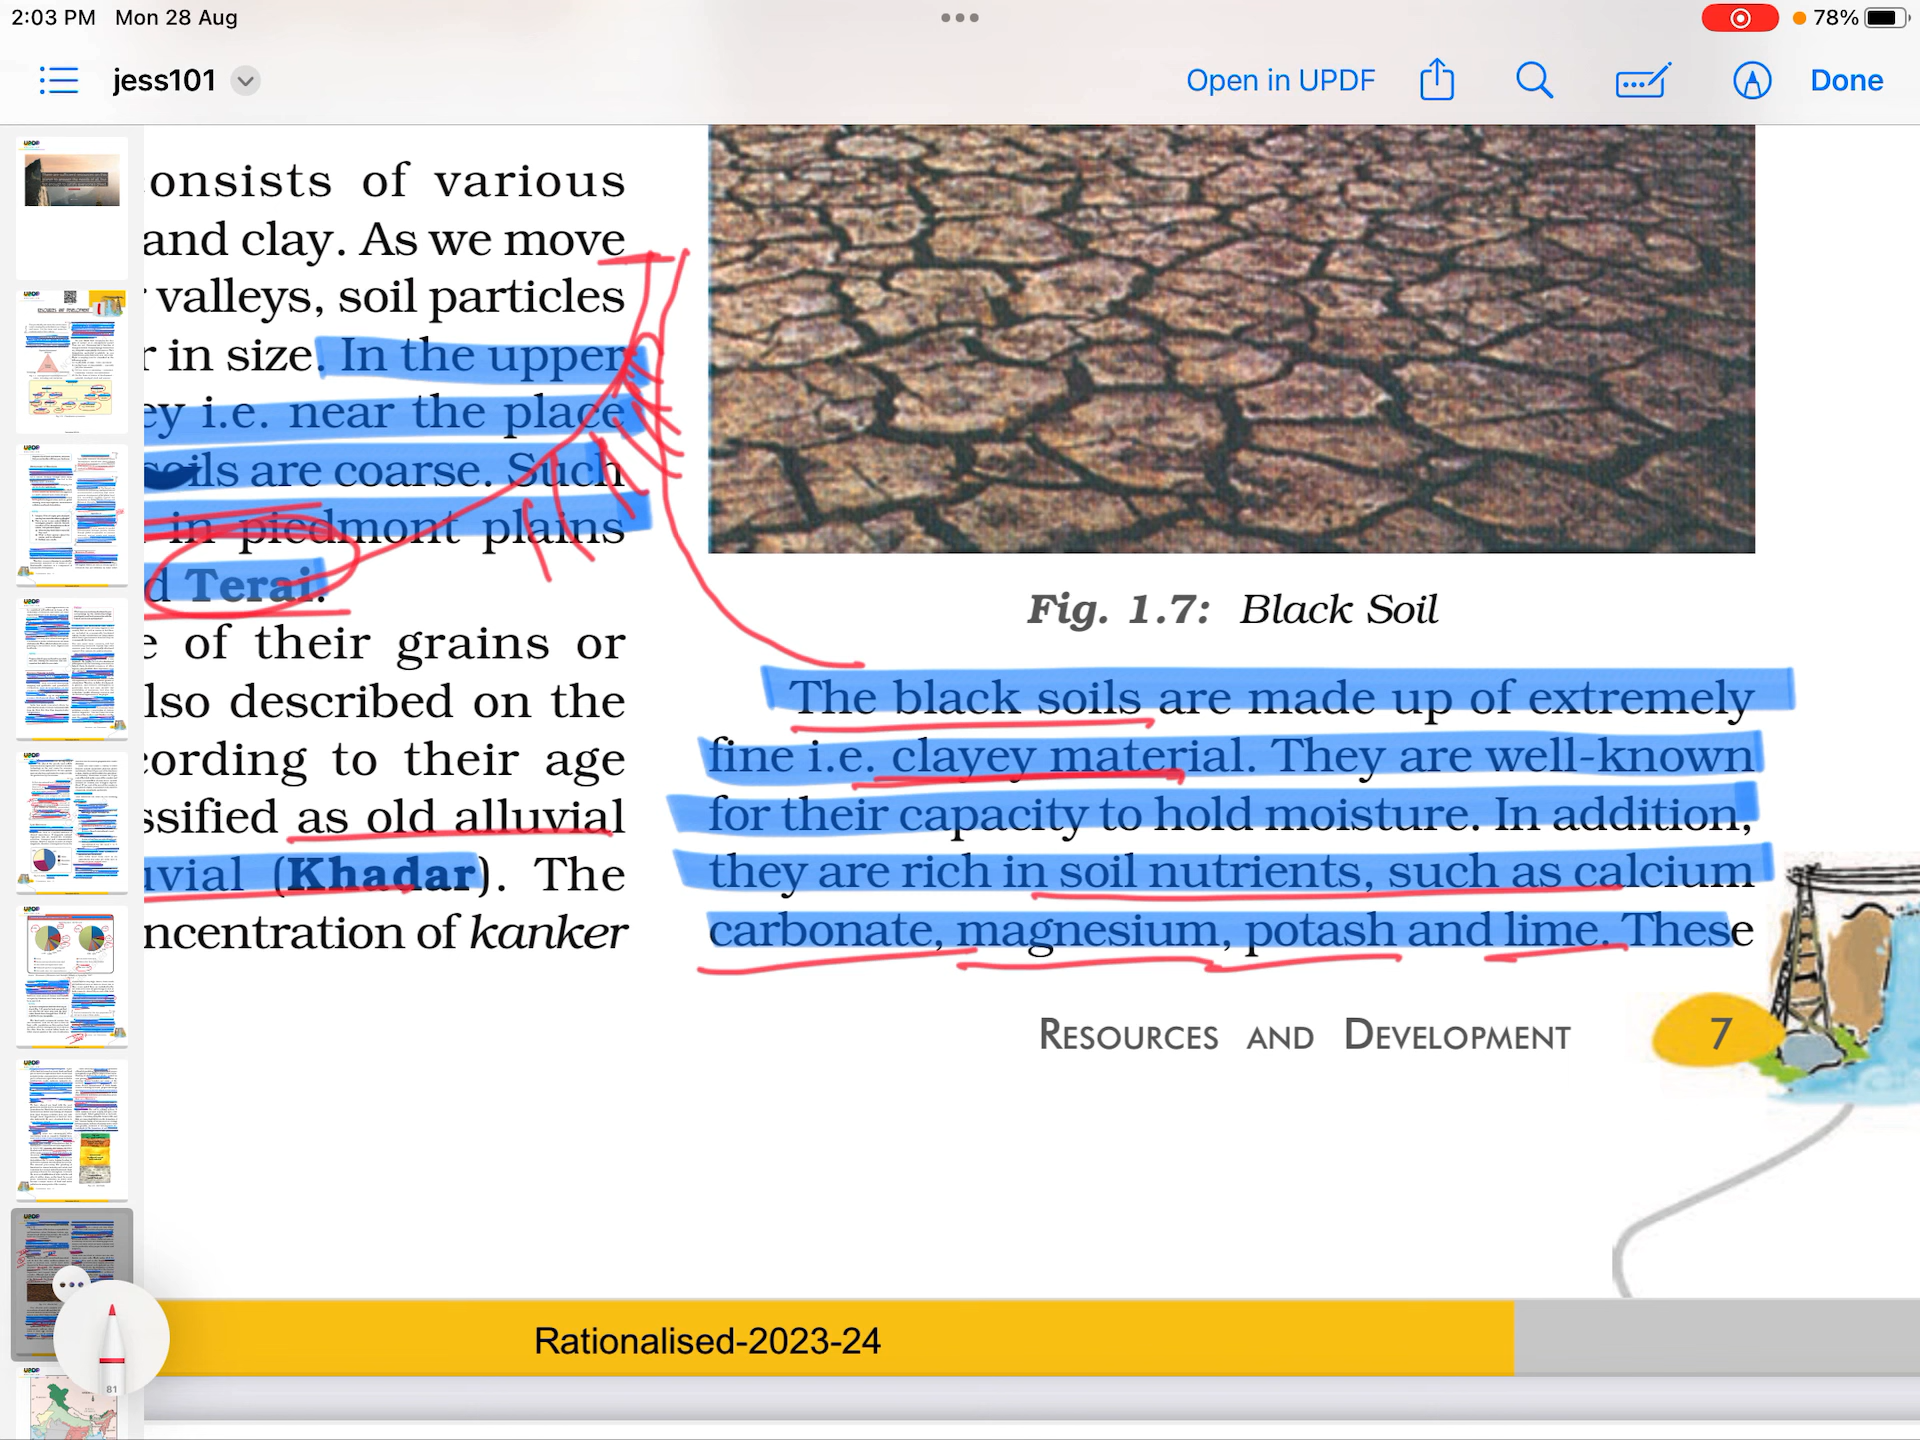 2:03 PM Mon 28 Aug
78%
jess101
Open in UPDF
Done
onsists of various
and clay. As we move
valleys, soil particles
r in size. In the upper
ey i.e. near the place
soils are coarse. Such
in piedmont plains
d Terai.
e of their grains or
lso described on the
cording to their age
ssified as old alluvial
uvial (Khadar). The
ncentration of kanker
Fig. 1.7: Black Soil
The black soils are made up of extremely
fine i.e. clayey material. They are well-known
for their capacity to hold moisture. In addition,
they are rich in soil nutrients, such as calcium
carbonate, magnesium, potash and lime. These
RESOURCES AND DEVELOPMENT 7
Rationalised-2023-24
81